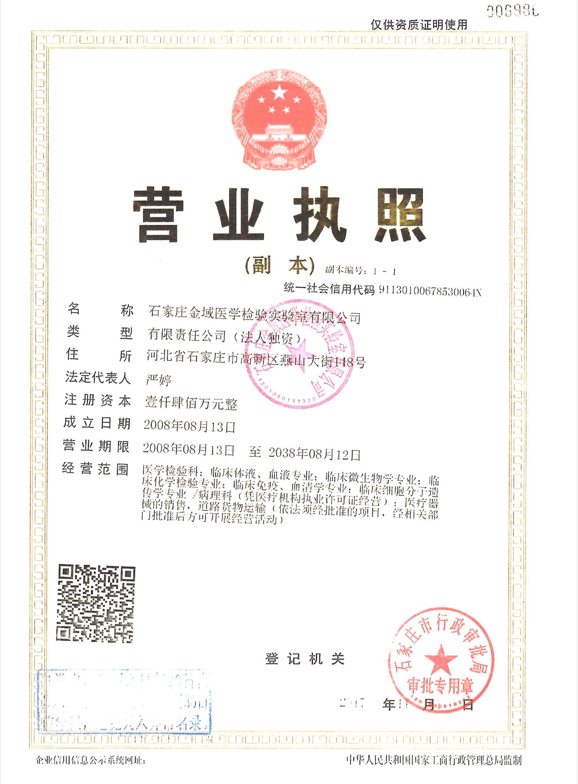 仅供资质证明使用
营业执照
(副 本) 副本编号：1 - 1
统一社会信用代码 91130100678530064N
名 称 石家庄金域医学检验实验室有限公司
类 型 有限责任公司（法人独资）
住 所 河北省石家庄市高新区燕山大街148号
法定代表人 严婷
注册资本 壹仟肆佰万元整
成立日期 2008年08月13日
营业期限 2008年08月13日 至 2038年08月12日
经营范围 医学检验科；临床体液、血液专业；临床微生物学专业；临
床化学检验专业；临床免疫、血清学专业；临床细胞分子遗
传学专业 /病理科（凭医疗机构执业许可证经营）；医疗器
械的销售，道路货物运输（依法须经批准的项目，经相关部
门批准后方可开展经营活动）
登记机关
石家庄市行政审批局
审批专用章
年 月 日
企业信用信息公示系统网址：
中华人民共和国国家工商行政管理总局监制